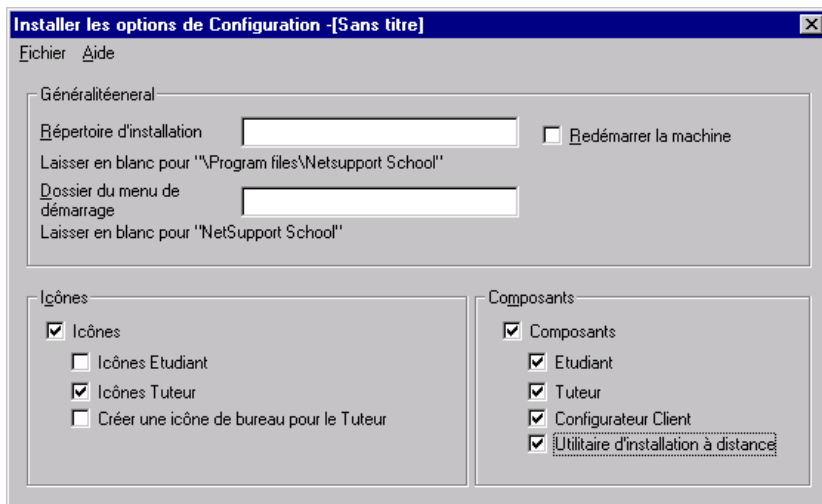 Installer les options de Configuration -[Sans titre]
Fichier Aide
Généralitéeneral
Répertoire d'installation
Redémarrer la machine
Laisser en blanc pour "\Program files\Netsupport School"
Dossier du menu de
démarrage
Laisser en blanc pour "NetSupport School"
Icônes
Icônes
Icônes Etudiant
Icônes Tuteur
Créer une icône de bureau pour le Tuteur
Composants
Composants
Etudiant
Tuteur
Configurateur Client
Utilitaire d'installation à distance